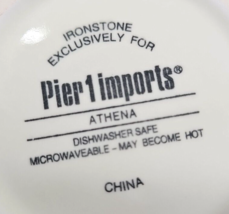 IRONSTONE
EXCLUSIVELY FOR
Pier 1 imports®
ATHENA
DISHWASHER SAFE
MICROWAVEABLE - MAY BECOME HOT
CHINA